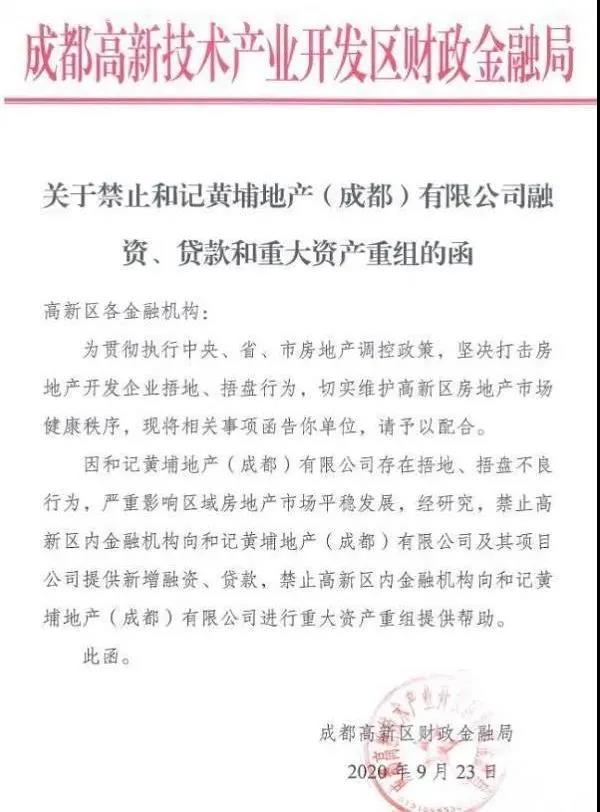 成都高新技术产业开发区财政金融局
关于禁止和记黄埔地产（成都）有限公司融
资、贷款和重大资产重组的函
高新区各金融机构：
为贯彻执行中央、省、市房地产调控政策，坚决打击房
地产开发企业捂地、捂盘行为，切实维护高新区房地产市场
健康秩序，现将相关事项函告你单位，请予以配合。
因和记黄埔地产（成都）有限公司存在捂地、捂盘不良
行为，严重影响区域房地产市场平稳发展，经研究，禁止高
新区内金融机构向和记黄埔地产（成都）有限公司及其项目
公司提供新增融资、贷款，禁止高新区内金融机构向和记黄
埔地产（成都）有限公司进行重大资产重组提供帮助。
此函。
成都高新区财政金融局
2020 年 9 月 23 日